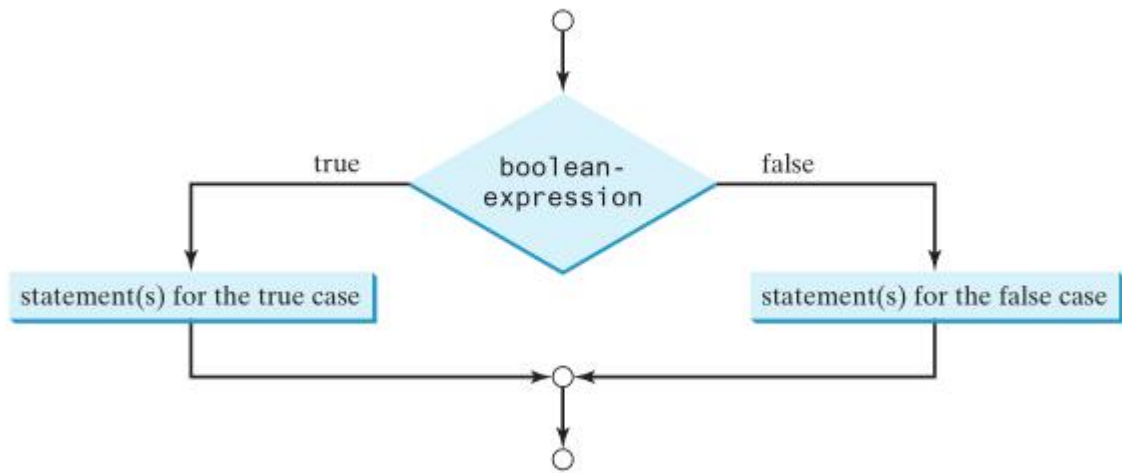 true
boolean-
expression
false
statement(s) for the true case
statement(s) for the false case